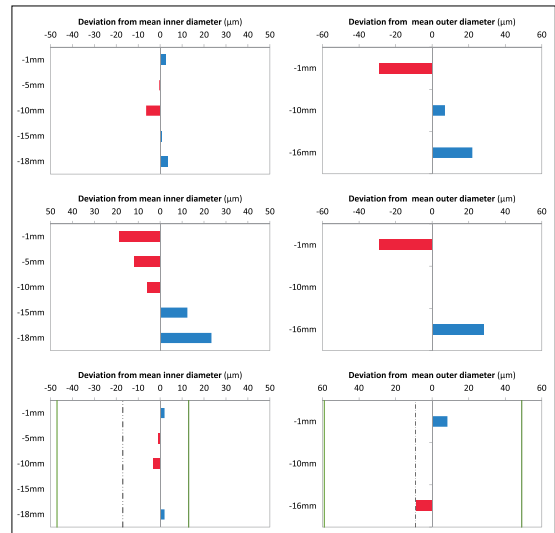 Deviation from mean inner diameter (µm)
-50 -40 -30 -20 -10 0 10 20 30 40 50
-1mm
-5mm
-10mm
-15mm
-18mm
Deviation from mean outer diameter (µm)
-60 -40 -20 0 20 40 60
-1mm
-10mm
-16mm
Deviation from mean inner diameter (µm)
50 40 30 20 10 0 10 20 30 40 50
-1mm
-5mm
-10mm
-15mm
-18mm
Deviation from mean outer diameter (µm)
-60 -40 -20 0 20 40 60
-1mm
-10mm
-16mm
Deviation from mean inner diameter (µm)
-50 -40 -30 -20 -10 0 10 20 30 40 50
-1mm
-5mm
-10mm
-15mm
-18mm
Deviation from mean outer diameter (µm)
60 -40 -20 0 20 40 60
-1mm
-10mm
-16mm